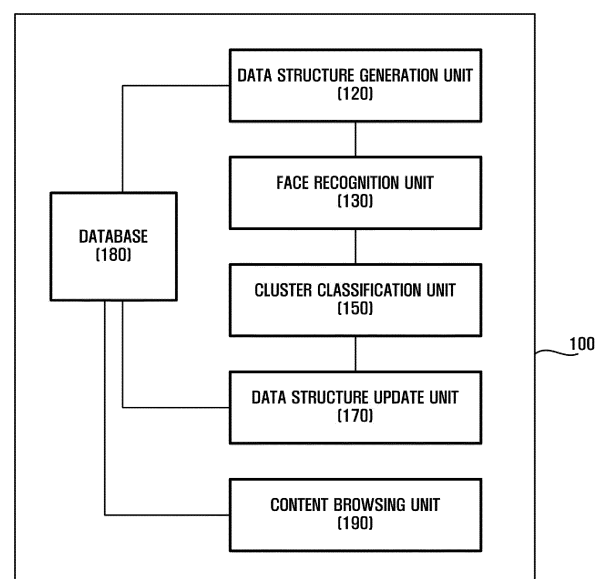 DATA STRUCTURE GENERATION UNIT
(120)
FACE RECOGNITION UNIT
(130)
DATABASE
(180)
CLUSTER CLASSIFICATION UNIT
(150)
100
DATA STRUCTURE UPDATE UNIT
(170)
CONTENT BROWSING UNIT
(190)